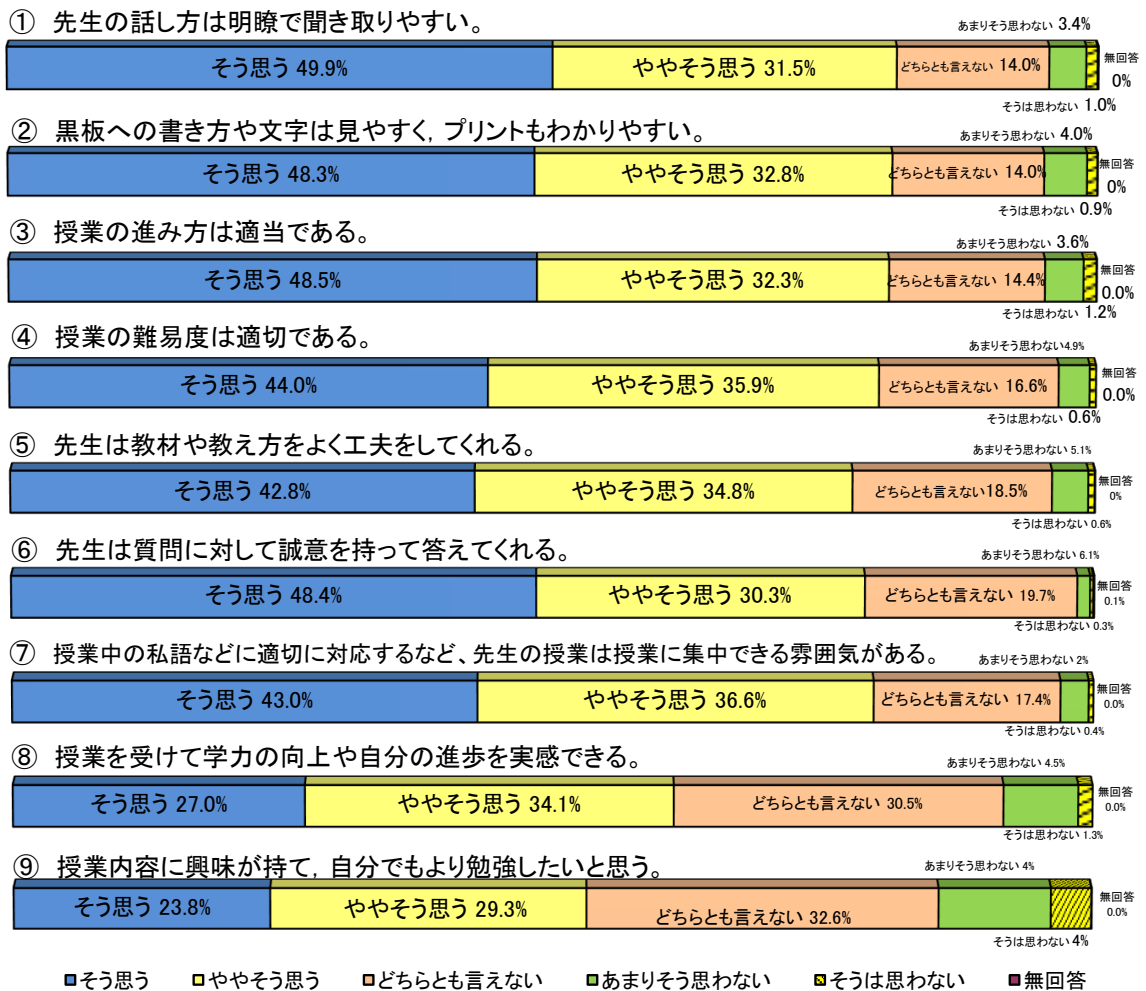 ① 先生の話し方は明瞭で聞き取りやすい。
あまりそう思わない 3.4%
そう思う 49.9%
ややそう思う 31.5%
どちらとも言えない 14.0%
無回答
0%
そうは思わない 1.0%
② 黒板への書き方や文字は見やすく,プリントもわかりやすい。
あまりそう思わない 4.0%
そう思う 48.3%
ややそう思う 32.8%
どちらとも言えない 14.0%
無回答
0%
そうは思わない 0.9%
③ 授業の進み方は適当である。
あまりそう思わない 3.6%
そう思う 48.5%
ややそう思う 32.3%
どちらとも言えない 14.4%
無回答
0.0%
そうは思わない 1.2%
④ 授業の難易度は適切である。
あまりそう思わない4.9%
そう思う 44.0%
ややそう思う 35.9%
どちらとも言えない 16.6%
無回答
0.0%
そうは思わない 0.6%
⑤ 先生は教材や教え方をよく工夫をしてくれる。
あまりそう思わない 5.1%
そう思う 42.8%
ややそう思う 34.8%
どちらとも言えない18.5%
無回答
0%
そうは思わない 0.6%
⑥ 先生は質問に対して誠意を持って答えてくれる。
あまりそう思わない 6.1%
そう思う 48.4%
ややそう思う 30.3%
どちらとも言えない 19.7%
無回答
0.1%
そうは思わない 0.3%
⑦ 授業中の私語などに適切に対応するなど、先生の授業は授業に集中できる雰囲気がある。
あまりそう思わない 2%
そう思う 43.0%
ややそう思う 36.6%
どちらとも言えない 17.4%
無回答
0.0%
そうは思わない 0.4%
⑧ 授業を受けて学力の向上や自分の進歩を実感できる。
あまりそう思わない 4.5%
そう思う 27.0%
ややそう思う 34.1%
どちらとも言えない 30.5%
無回答
0.0%
そうは思わない 1.3%
⑨ 授業内容に興味が持て,自分でもより勉強したいと思う。
あまりそう思わない 4%
そう思う 23.8%
ややそう思う 29.3%
どちらとも言えない 32.6%
無回答
0.0%
そうは思わない 4%
そう思う ややそう思う どちらとも言えない あまりそう思わない そうは思わない 無回答